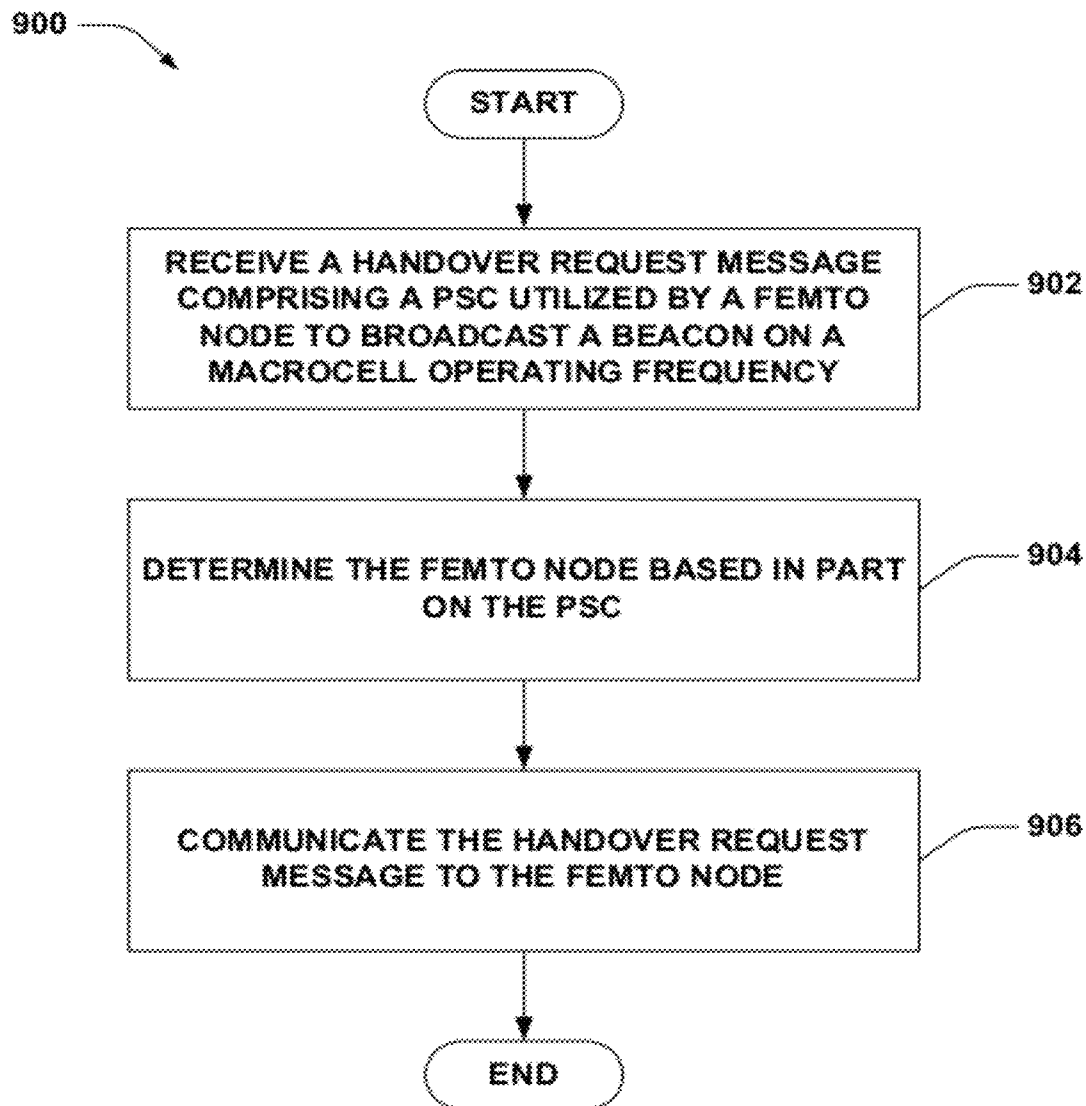 900
START
RECEIVE A HANDOVER REQUEST MESSAGE
COMPRISING A PSC UTILIZED BY A FEMTO
NODE TO BROADCAST A BEACON ON A
MACROCELL OPERATING FREQUENCY
902
DETERMINE THE FEMTO NODE BASED IN PART
ON THE PSC
904
COMMUNICATE THE HANDOVER REQUEST
MESSAGE TO THE FEMTO NODE
906
END